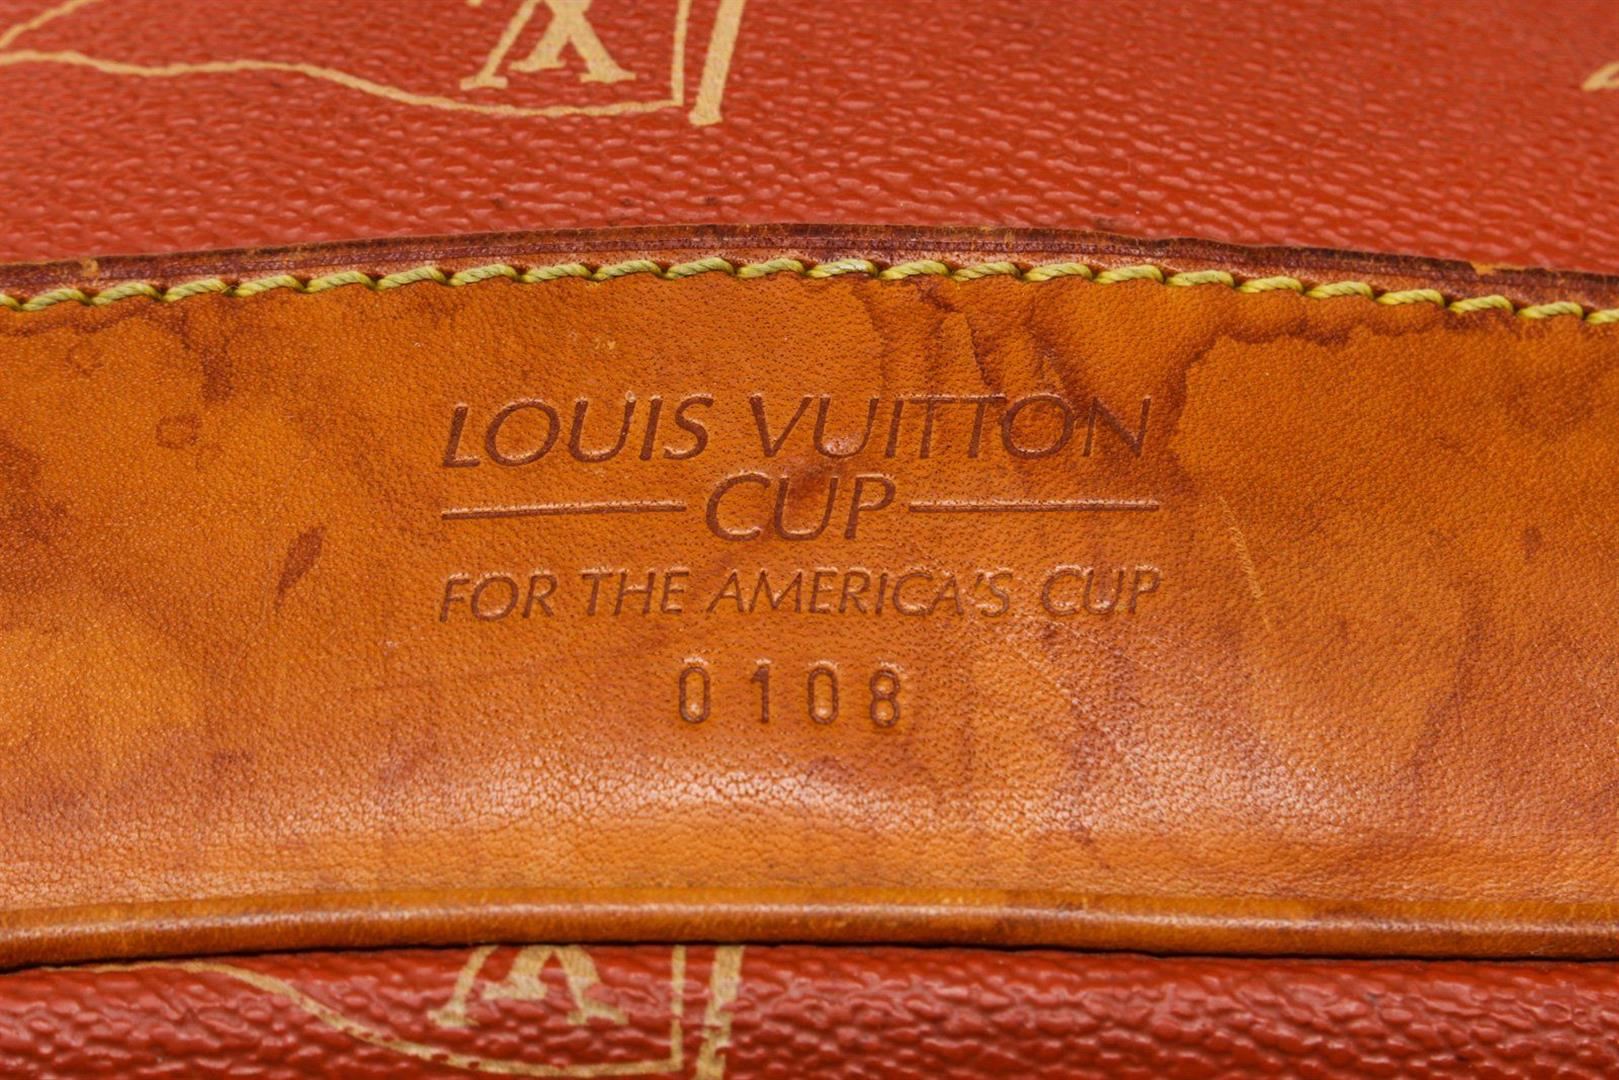 LOUIS VUITTON
CUP
FOR THE AMERICA'S CUP
0108